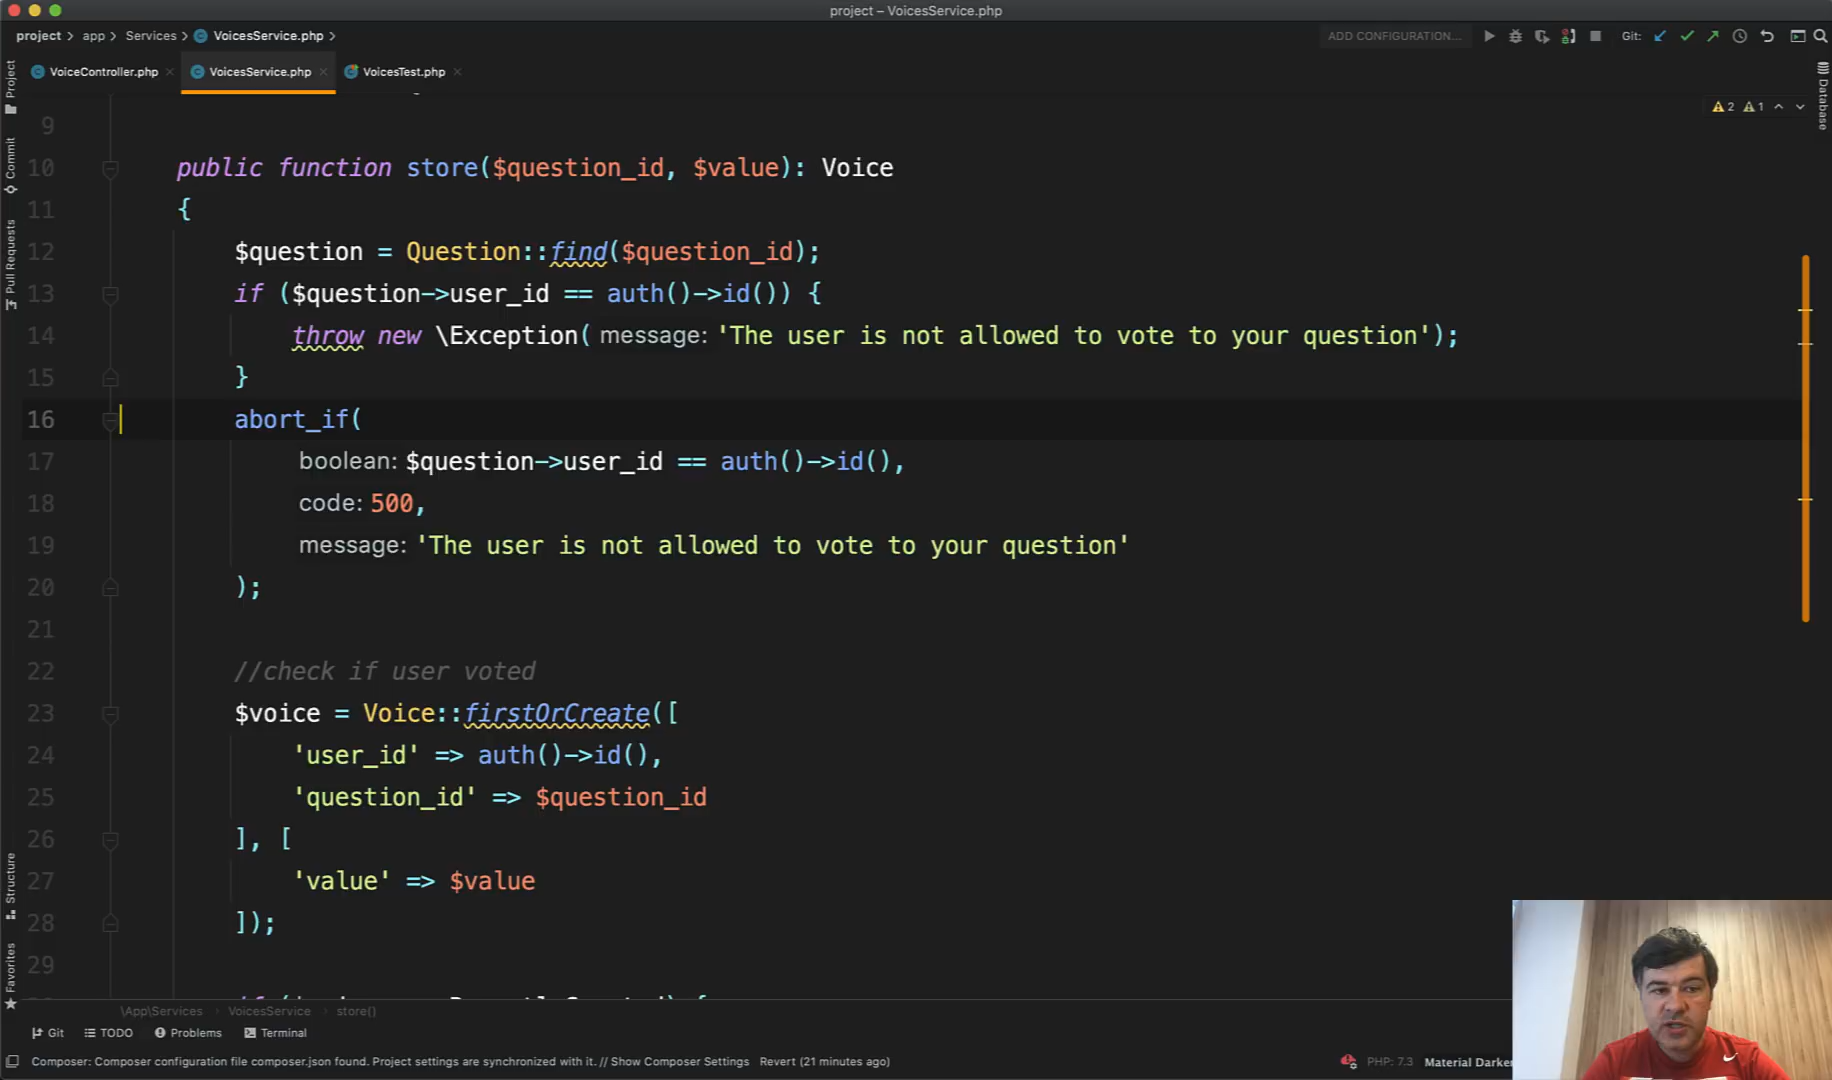 project – VoicesService.php
project > app > Services > VoicesService.php >
ADD CONFIGURATION...
Git:
VoiceController.php
VoicesService.php
VoicesTest.php
2 1
Project
Commit
Pull Requests
Structure
Favorites
Database
9
10 public function store($question_id, $value): Voice
11 {
12 $question = Question::find($question_id);
13 if ($question->user_id == auth()->id()) {
14 throw new \Exception( message: 'The user is not allowed to vote to your question');
15 }
16 abort_if(
17 boolean: $question->user_id == auth()->id(),
18 code: 500,
19 message: 'The user is not allowed to vote to your question'
20 );
21
22 //check if user voted
23 $voice = Voice::firstOrCreate([
24 'user_id' => auth()->id(),
25 'question_id' => $question_id
26 ], [
27 'value' => $value
28 ]);
29
\App\Services > VoicesService > store()
Git TODO Problems Terminal
Composer: Composer configuration file composer.json found. Project settings are synchronized with it. // Show Composer Settings Revert (21 minutes ago)
PHP: 7.3 Material Darker